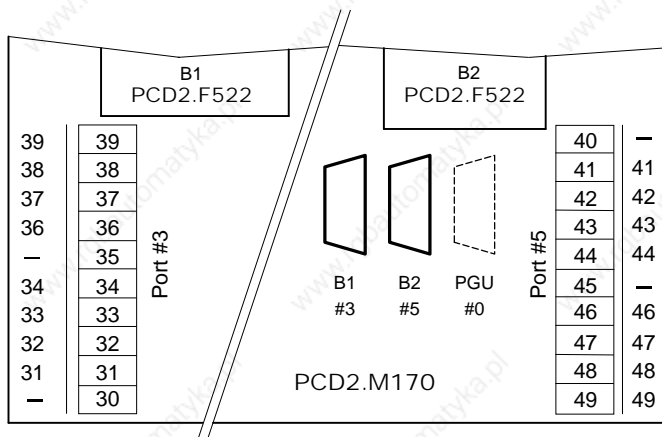 B1
PCD2.F522
B2
PCD2.F522
39 39
38 38
37 37
36 36
– 35
34 34
33 33
32 32
31 31
– 30
Port #3
B1
#3
B2
#5
PGU
#0
PCD2.M170
Port #5
40 –
41 41
42 42
43 43
44 44
45 –
46 46
47 47
48 48
49 49